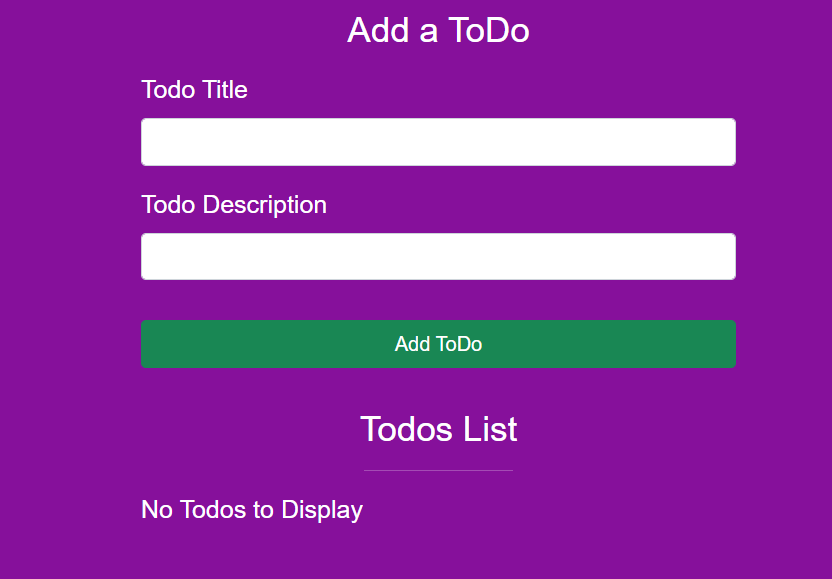 Add a ToDo
Todo Title
Todo Description
Add ToDo
Todos List
No Todos to Display